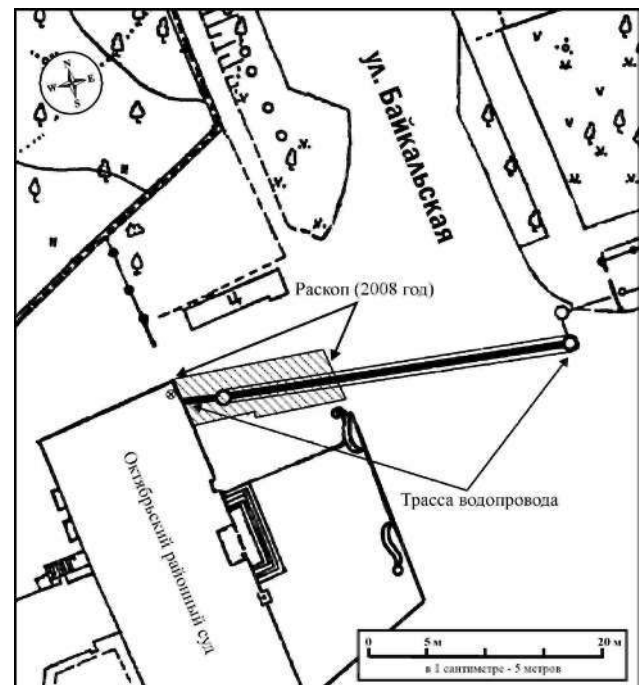 N
W E
S
ул. Байкальская
Раскоп (2008 год)
Ц
Трасса водопровода
Октябрьский районный суд
0 5 м 20 м
в 1 сантиметре - 5 метров